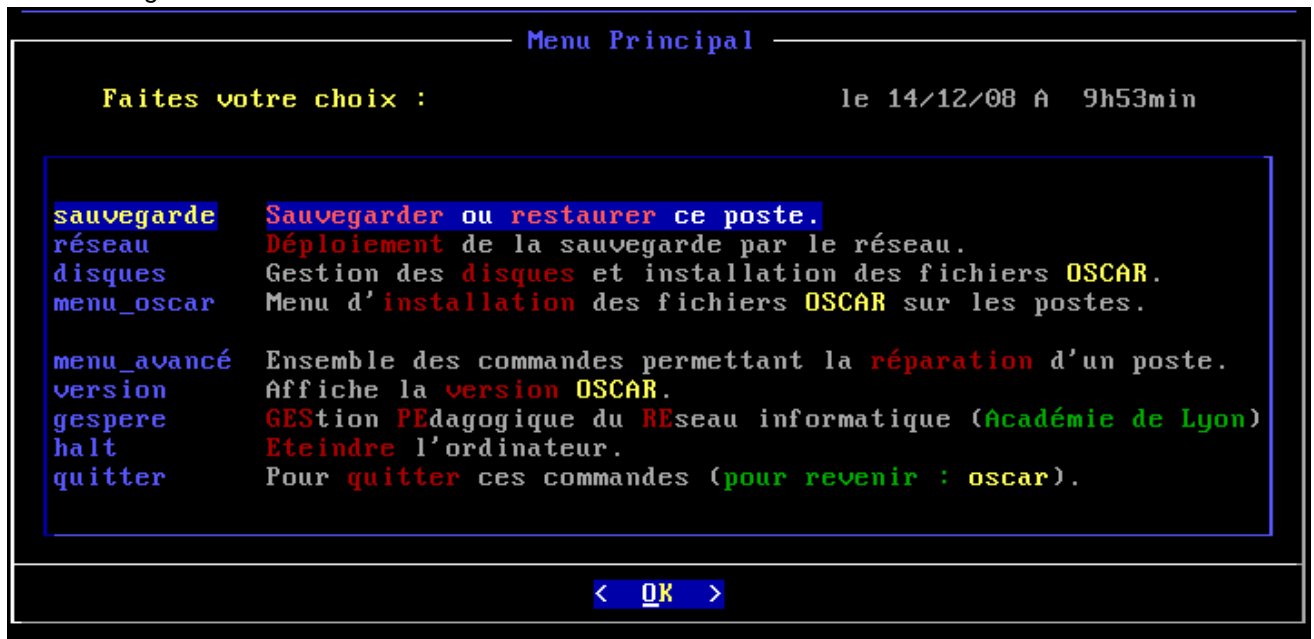 Menu Principal
Faites votre choix : le 14/12/08 A 9h53min
sauvegarde Sauvegarder ou restaurer ce poste.
réseau Déploiement de la sauvegarde par le réseau.
disques Gestion des disques et installation des fichiers OSCAR.
menu_oscar Menu d'installation des fichiers OSCAR sur les postes.
menu_avancé Ensemble des commandes permettant la réparation d'un poste.
version Affiche la version OSCAR.
gespere GEStion PEdagogique du REseau informatique (Académie de Lyon)
halt Eteindre l'ordinateur.
quitter Pour quitter ces commandes (pour revenir : oscar).
< OK >